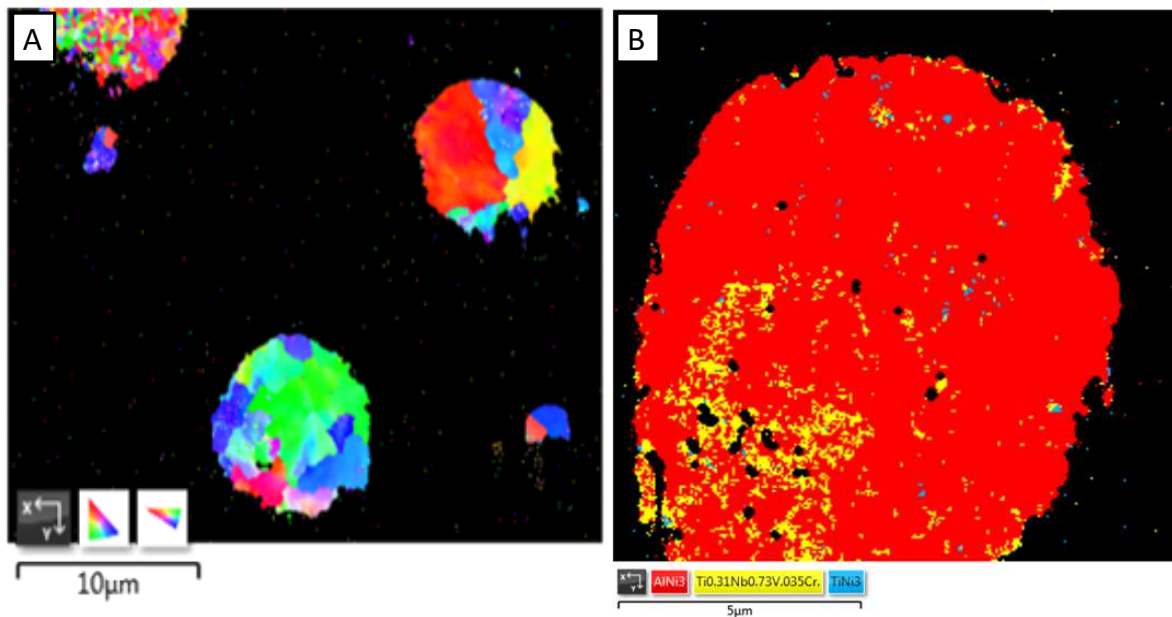 A
B
X
Y
10μm
X
Y
AlNi3 Ti0.31Nb0.73V.035Cr. TiNi3
5μm